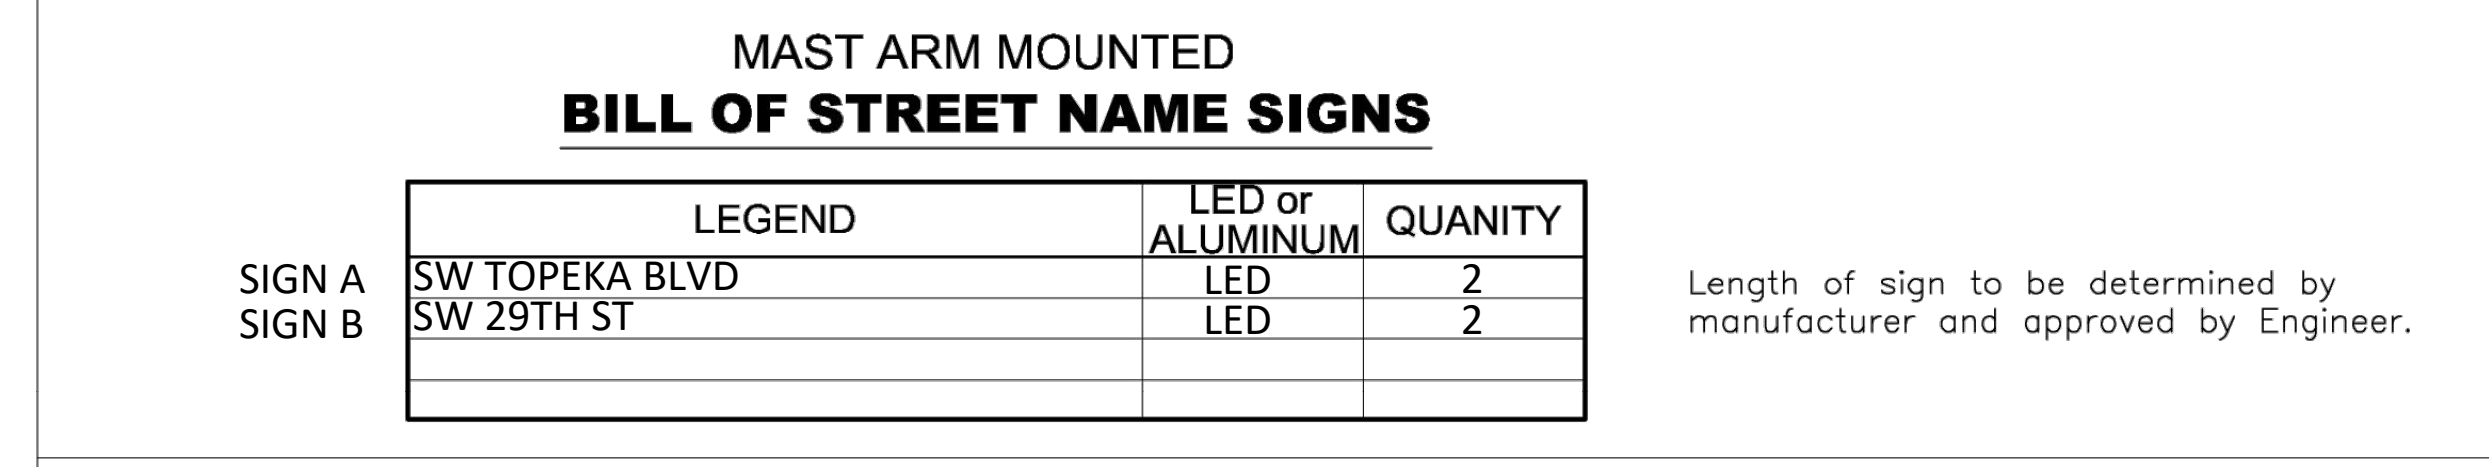 MAST ARM MOUNTED
BILL OF STREET NAME SIGNS
LEGEND LED or ALUMINUM QUANITY
SIGN A SW TOPEKA BLVD LED 2
SIGN B SW 29TH ST LED 2
Length of sign to be determined by
manufacturer and approved by Engineer.